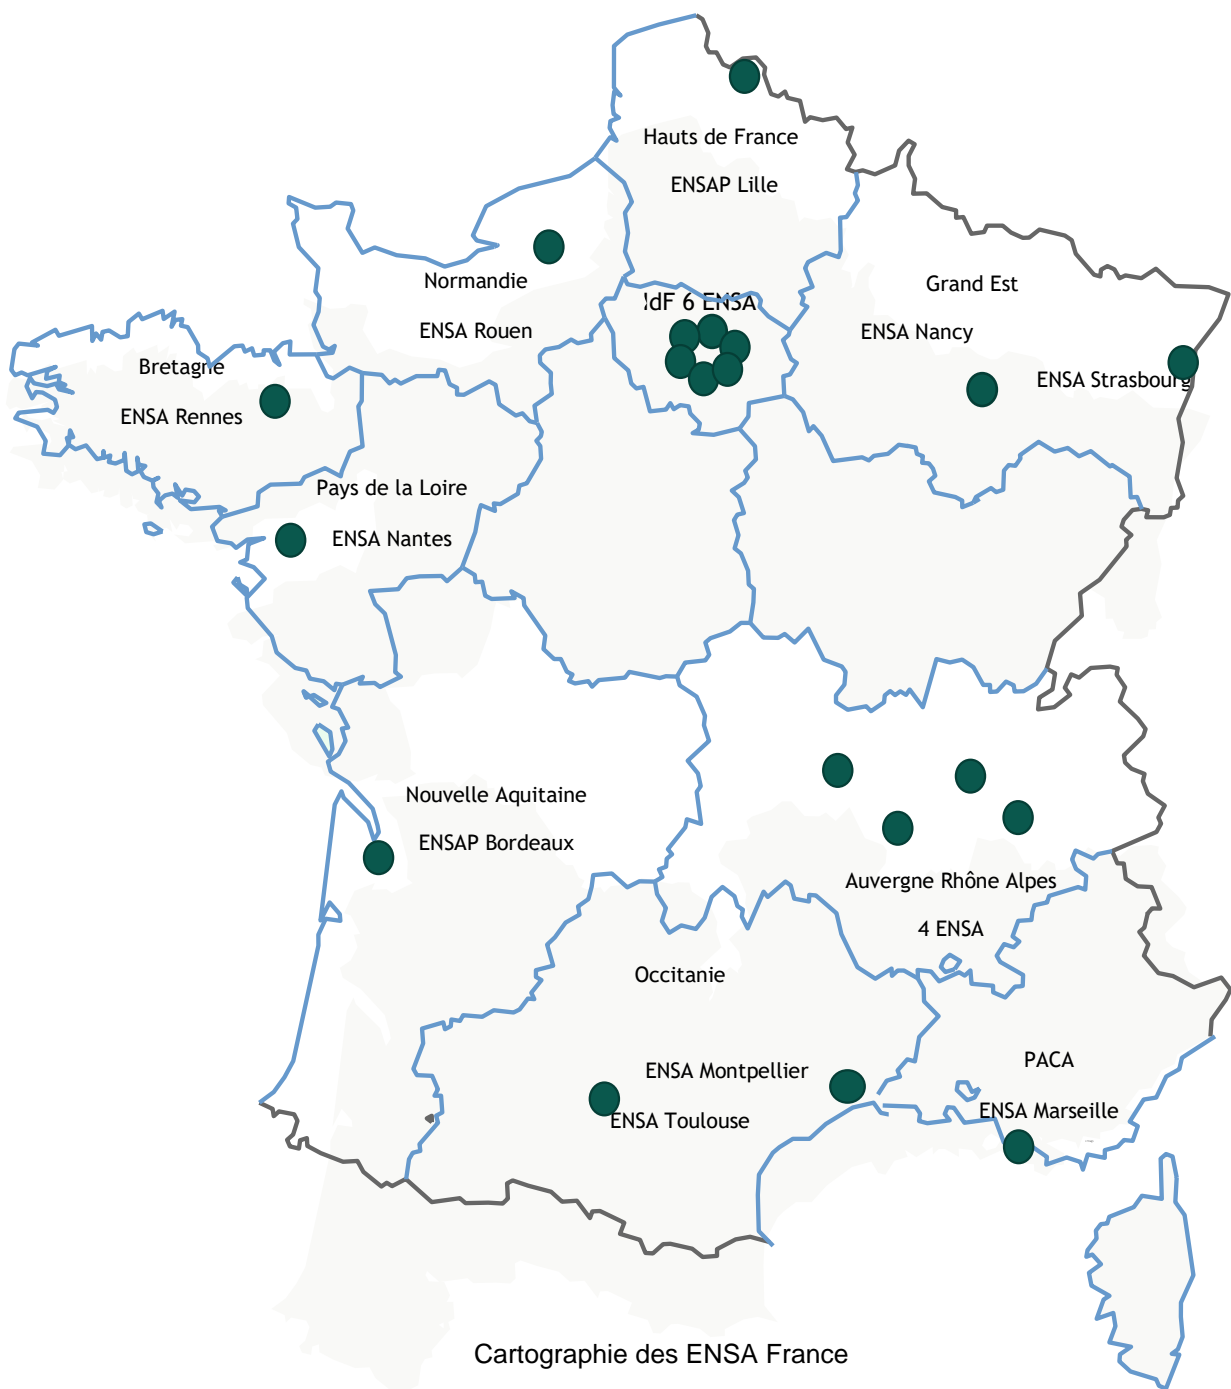 Hauts de France
ENSAP Lille
Normandie
ENSA Rouen
IdF 6 ENSA
Grand Est
ENSA Nancy
ENSA Strasbourg
Bretagne
ENSA Rennes
Pays de la Loire
ENSA Nantes
Nouvelle Aquitaine
ENSAP Bordeaux
Auvergne Rhône Alpes
4 ENSA
Occitanie
ENSA Montpellier
ENSA Toulouse
PACA
ENSA Marseille
Cartographie des ENSA France